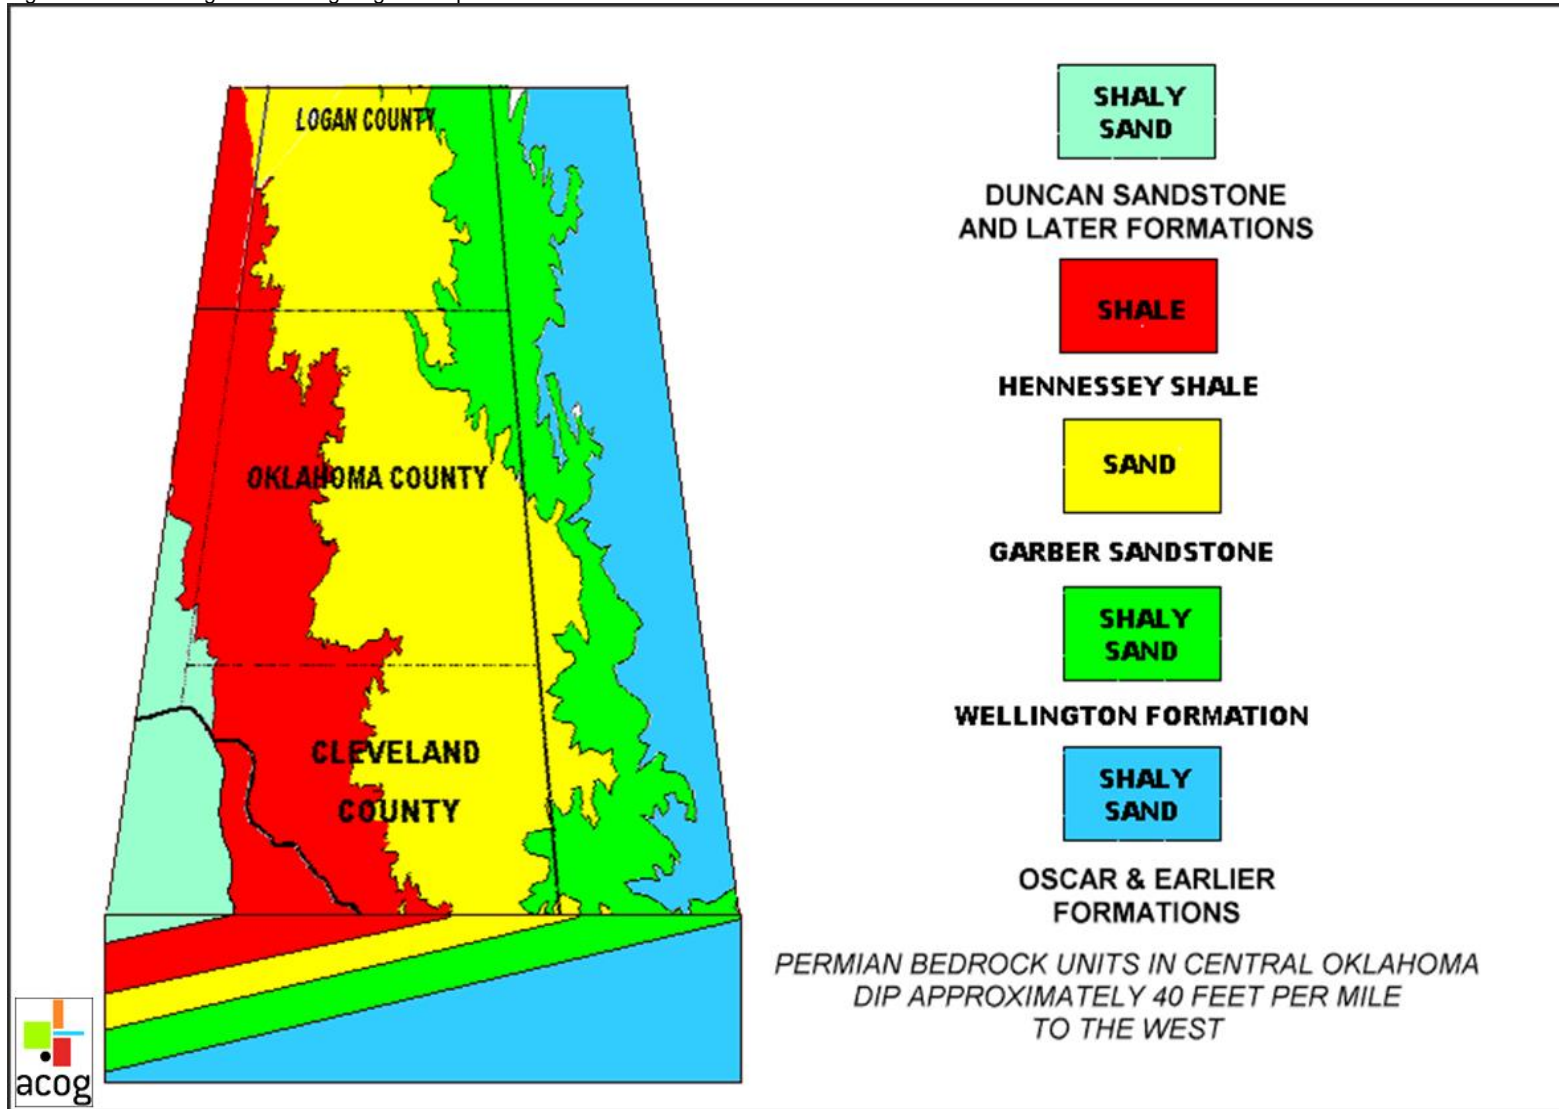 LOGAN COUNTY
OKLAHOMA COUNTY
CLEVELAND
COUNTY
SHALY
SAND
DUNCAN SANDSTONE
AND LATER FORMATIONS
SHALE
HENNESSEY SHALE
SAND
GARBER SANDSTONE
SHALY
SAND
WELLINGTON FORMATION
SHALY
SAND
OSCAR & EARLIER
FORMATIONS
PERMIAN BEDROCK UNITS IN CENTRAL OKLAHOMA
DIP APPROXIMATELY 40 FEET PER MILE
TO THE WEST
acog